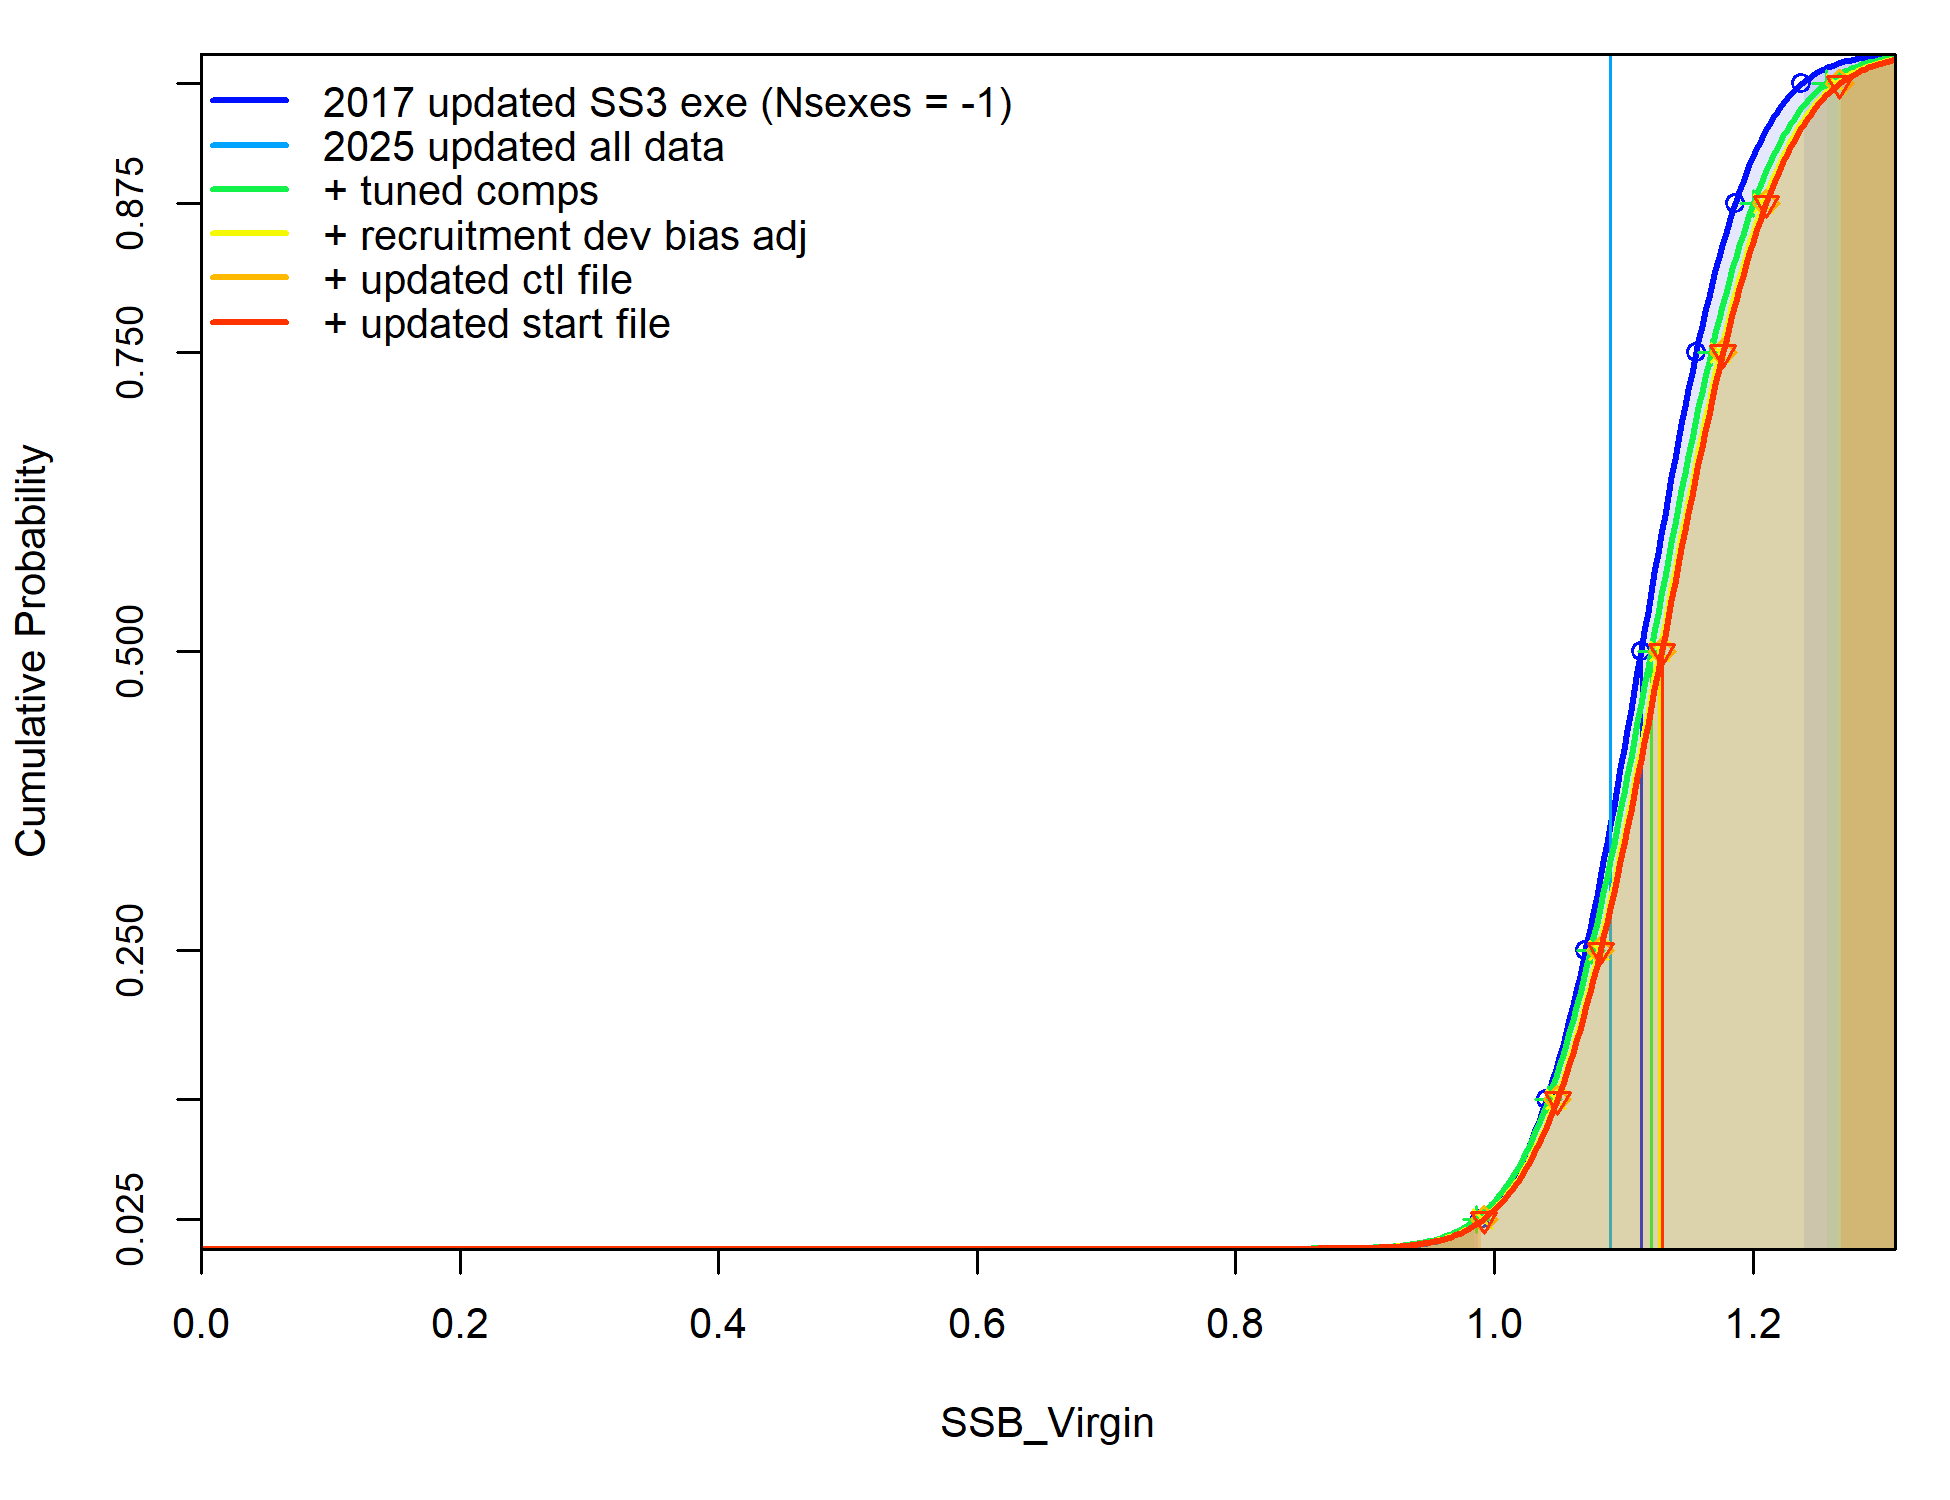 2017 updated SS3 exe (Nsexes = -1)
2025 updated all data
+ tuned comps
+ recruitment dev bias adj
+ updated ctl file
+ updated start file
Cumulative Probability
0.875
0.750
0.500
0.250
0.025
0.0 0.2 0.4 0.6 0.8 1.0 1.2
SSB_Virgin